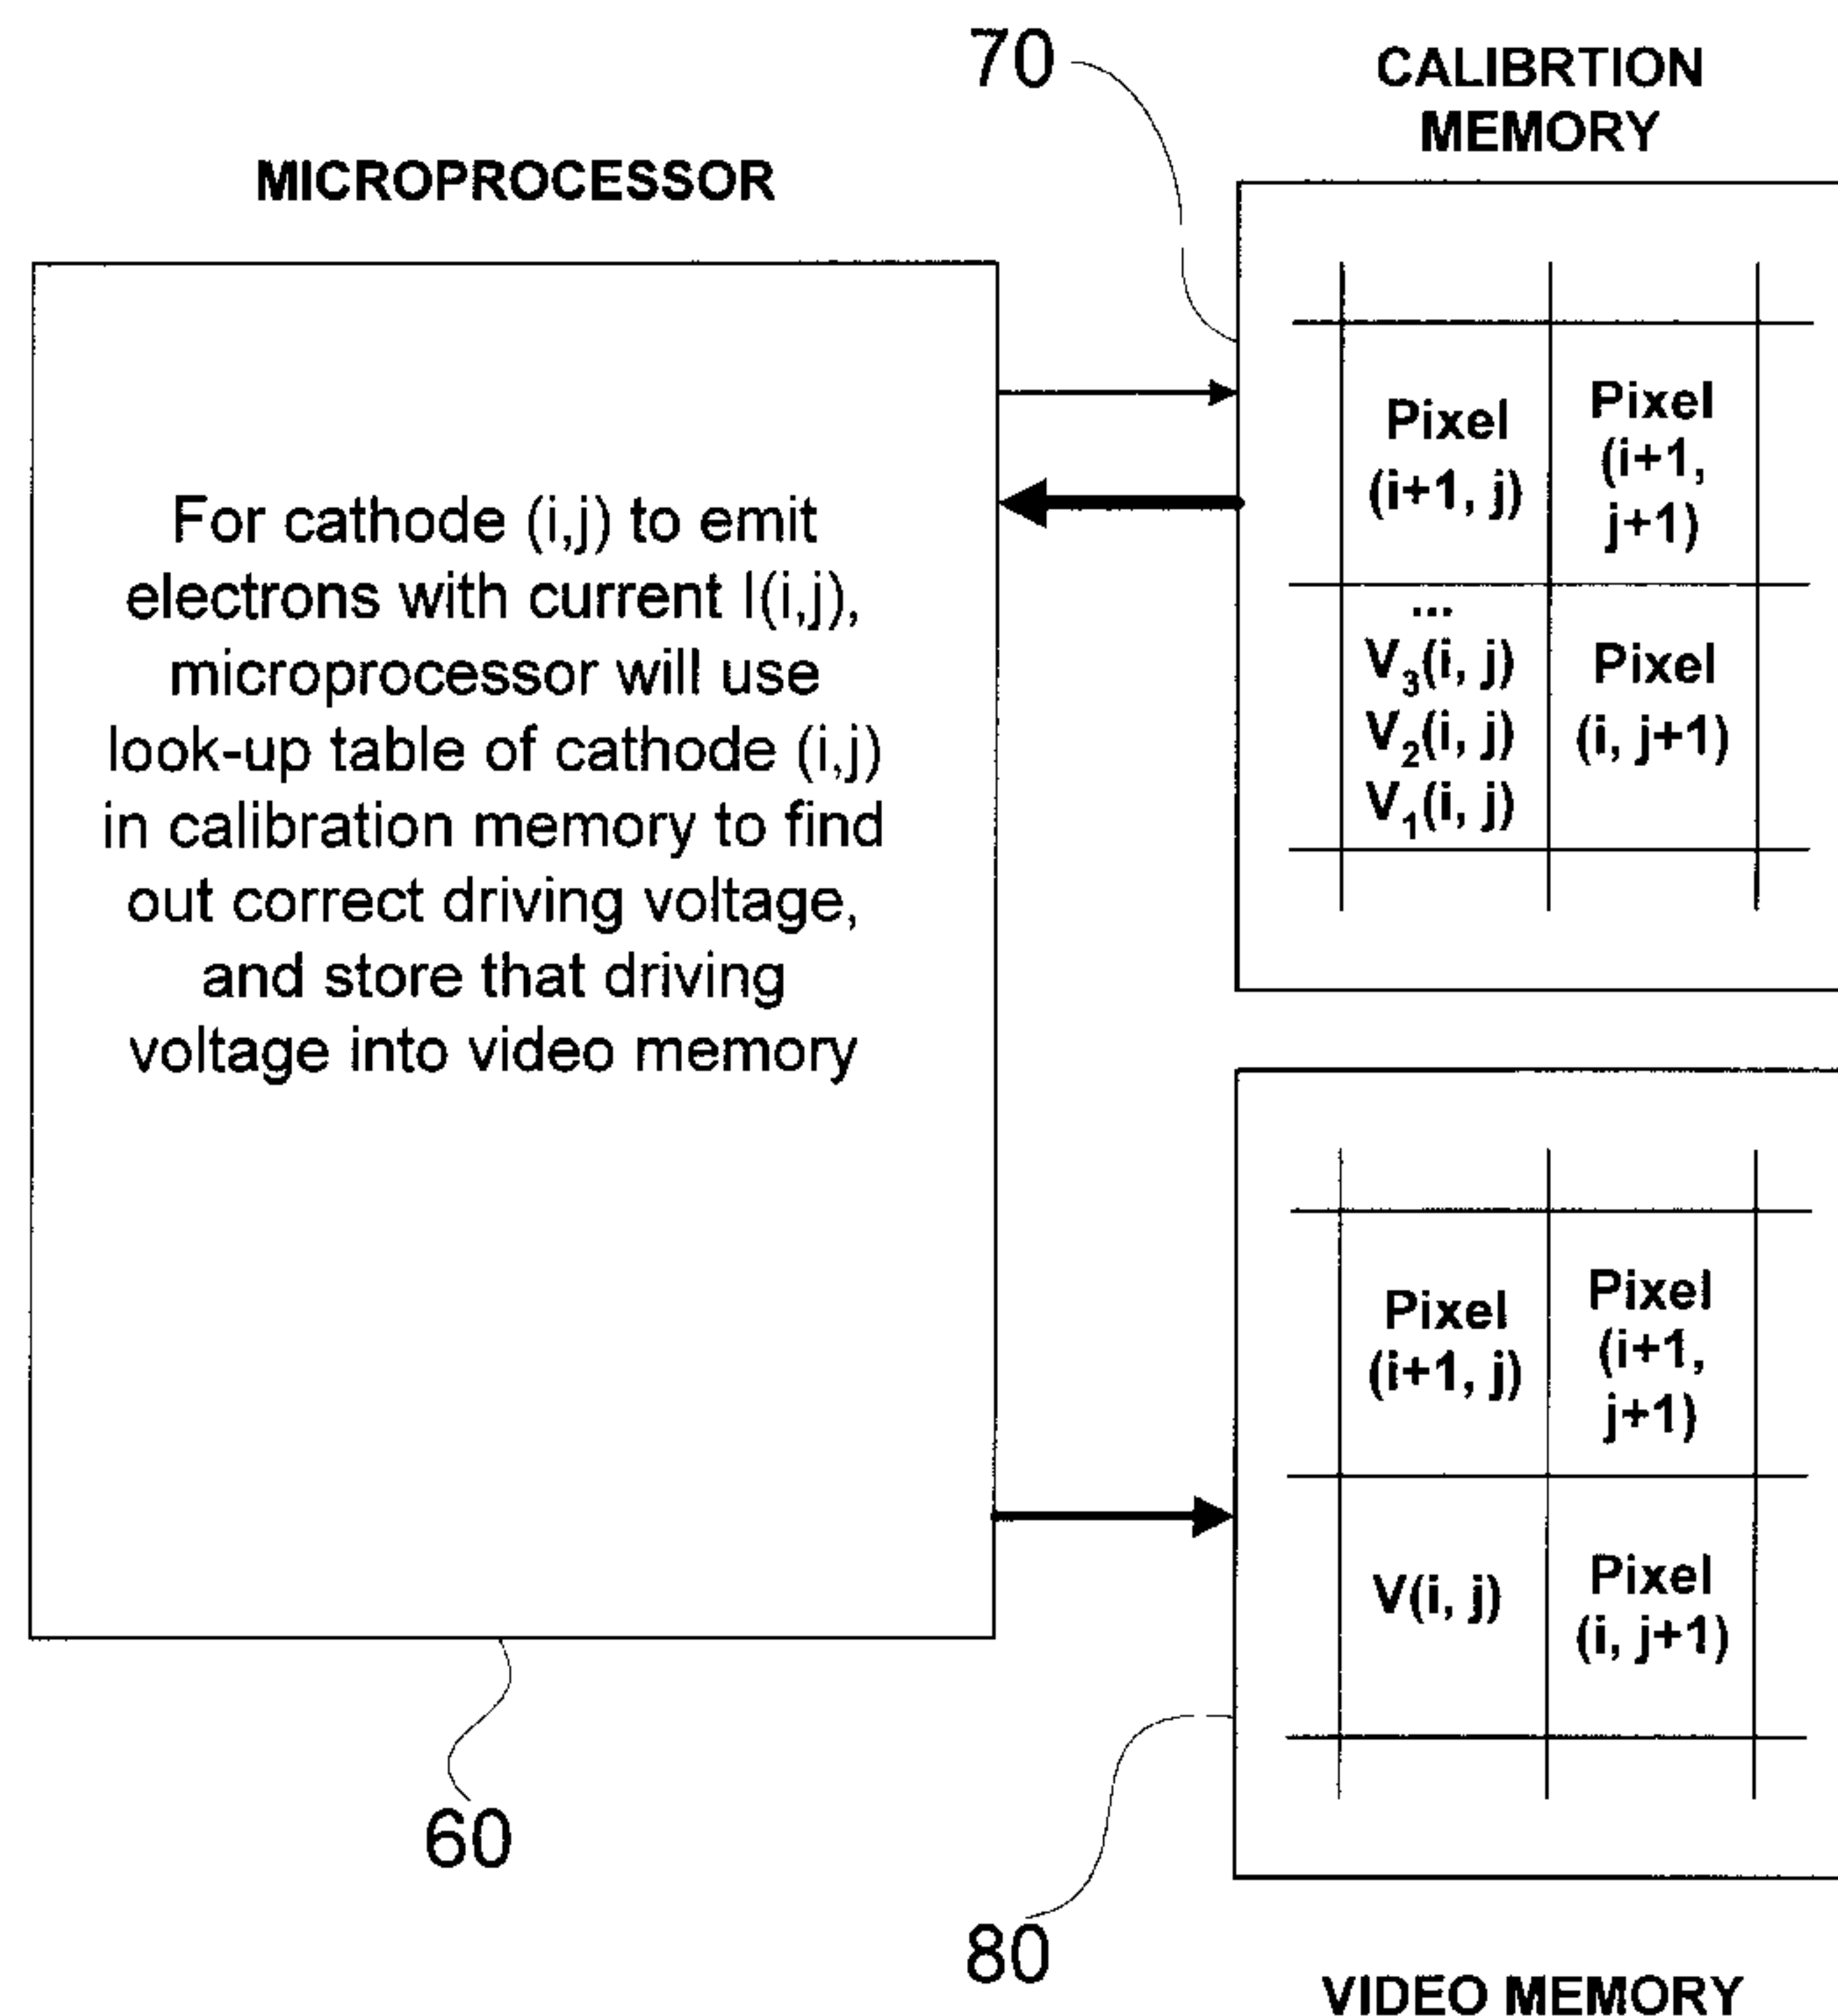 70
CALIBRTION
MEMORY
MICROPROCESSOR
For cathode (i,j) to emit
electrons with current I(i,j),
microprocessor will use
look-up table of cathode (i,j)
in calibration memory to find
out correct driving voltage,
and store that driving
voltage into video memory
Pixel
(i+1, j)
Pixel
(i+1,
j+1)
...
V₃(i, j)
V₂(i, j)
V₁(i, j)
Pixel
(i, j+1)
Pixel
(i+1, j)
Pixel
(i+1,
j+1)
V(i, j)
Pixel
(i, j+1)
60
80
VIDEO MEMORY